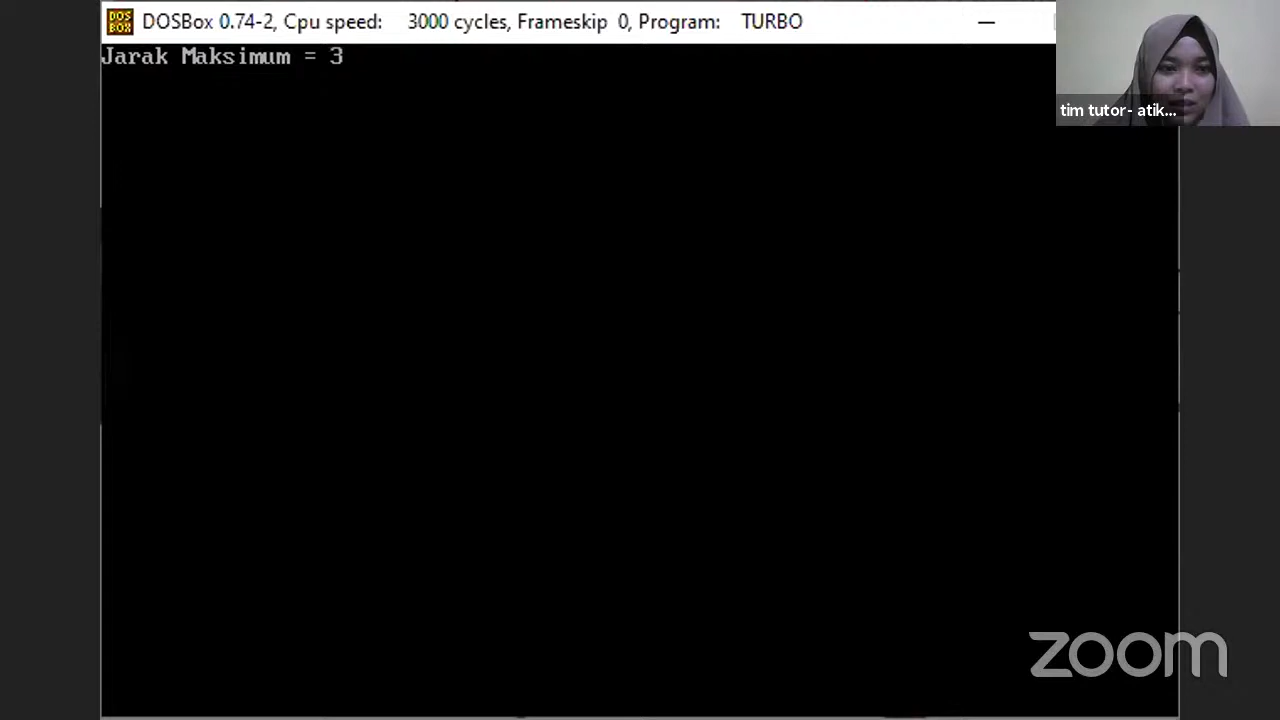 DOSBox 0.74-2, Cpu speed: 3000 cycles, Frameskip 0, Program: TURBO
Jarak Maksimum = 3
tim tutor- atik...
zoom